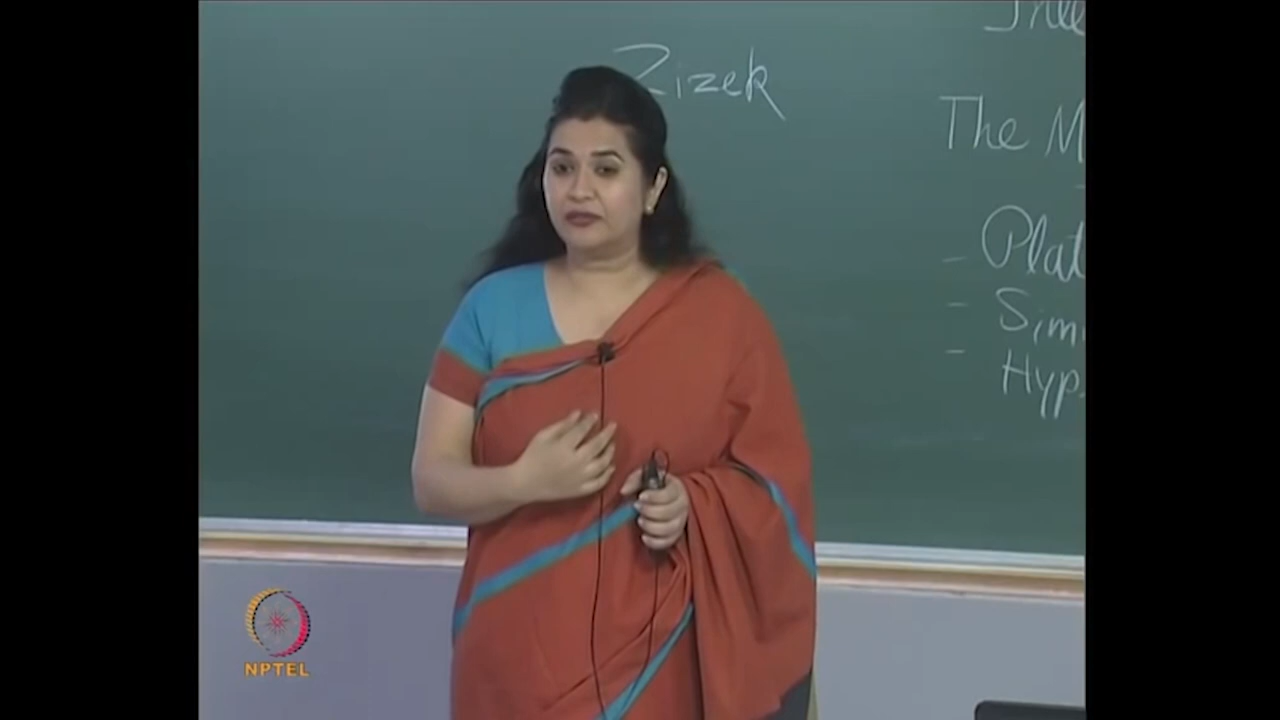 Zizek
The M
- Plat
- Sim
- Hyp
NPTEL